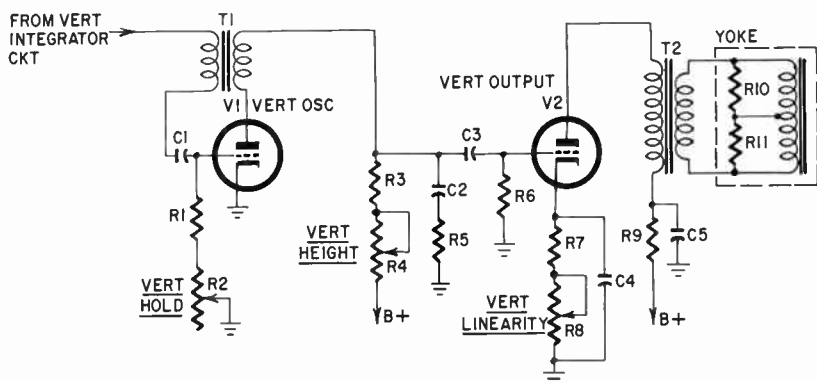 FROM VERT
INTEGRATOR
CKT
T1
V1
VERT OSC
C1
R1
VERT
HOLD
R2
R3
VERT
HEIGHT
R4
B+
C2
R5
C3
R6
VERT OUTPUT
V2
R7
VERT
LINEARITY
R8
C4
T2
R9
C5
B+
YOKE
R10
R11